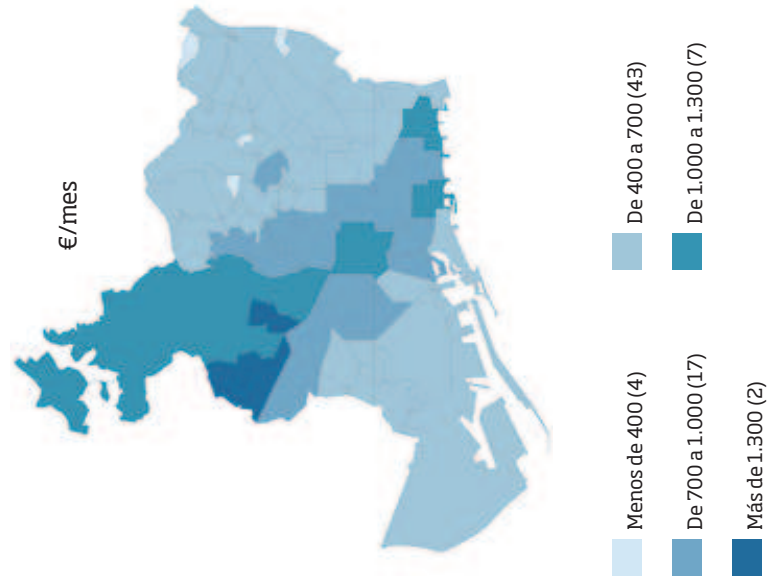 €/mes
Menos de 400 (4)
De 400 a 700 (43)
De 700 a 1.000 (17)
De 1.000 a 1.300 (7)
Más de 1.300 (2)